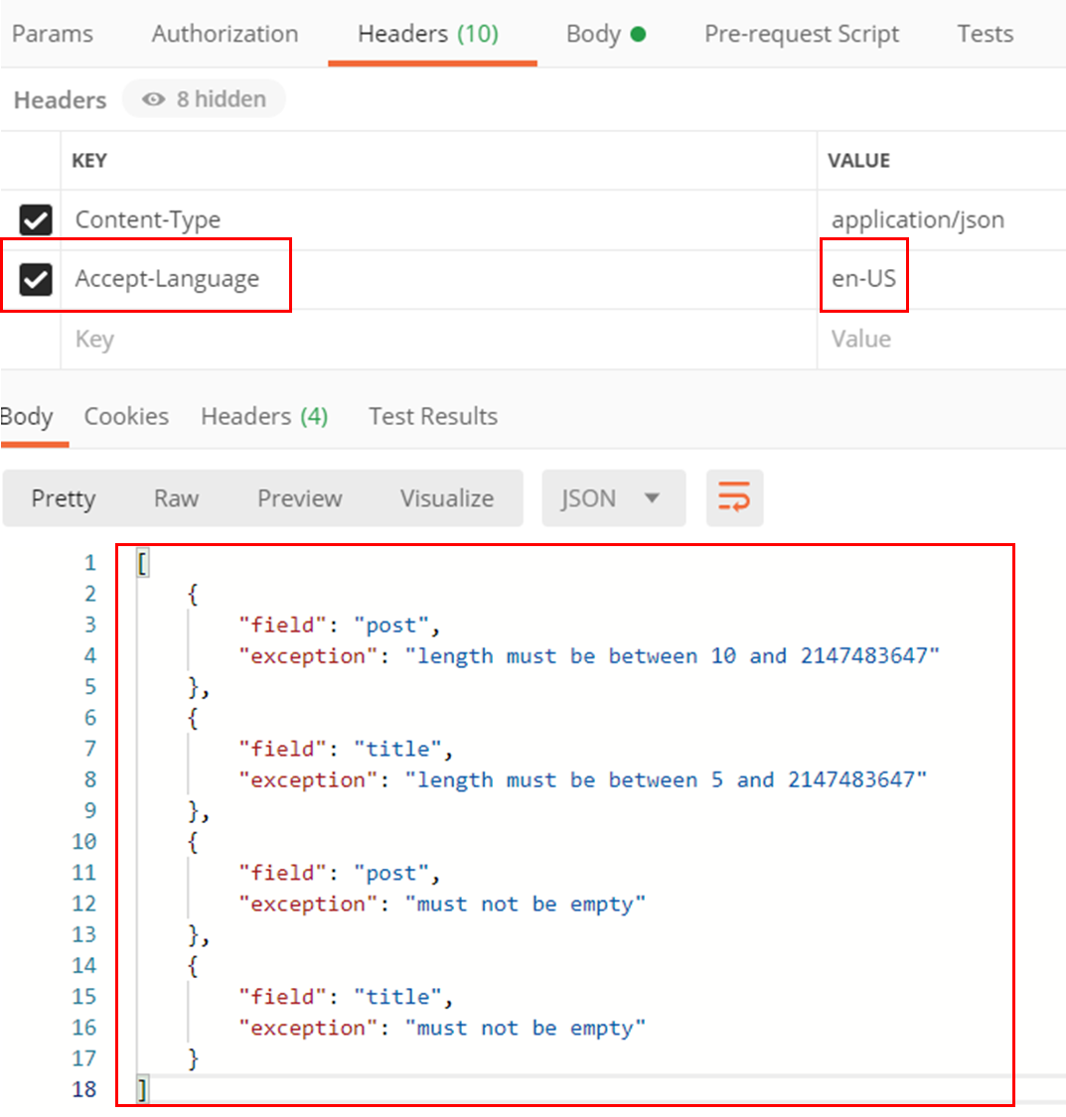 Params Authorization Headers (10) Body Pre-request Script Tests
Headers 8 hidden
KEY VALUE
Content-Type application/json
Accept-Language en-US
Key Value
Body Cookies Headers (4) Test Results
Pretty Raw Preview Visualize JSON
1 [
2 {
3 "field": "post",
4 "exception": "length must be between 10 and 2147483647"
5 },
6 {
7 "field": "title",
8 "exception": "length must be between 5 and 2147483647"
9 },
10 {
11 "field": "post",
12 "exception": "must not be empty"
13 },
14 {
15 "field": "title",
16 "exception": "must not be empty"
17 }
18 ]